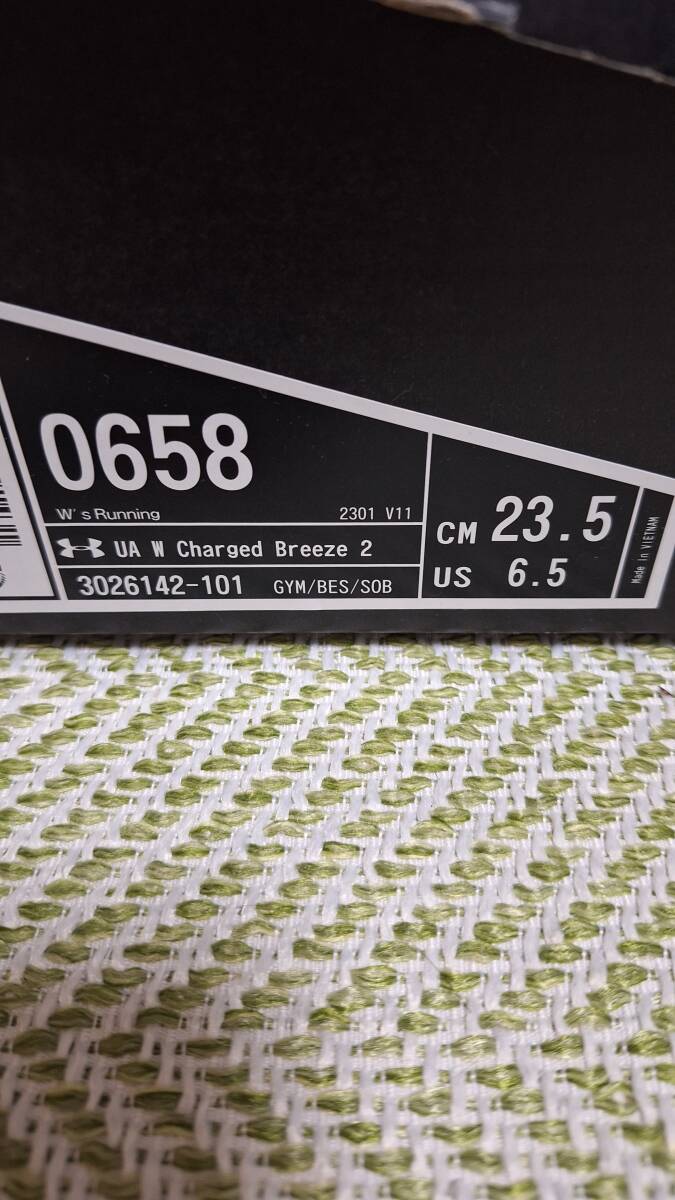 0658
W's Running 2301 V11
UA W Charged Breeze 2
3026142-101 GYM/BES/SOB
CM 23.5
US 6.5
Made in VIETNAM